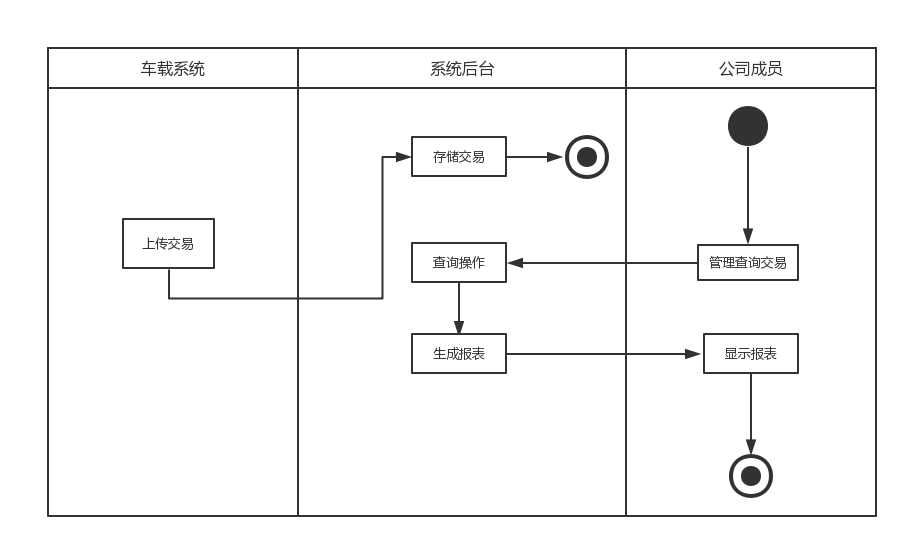 车载系统
系统后台
公司成员
存储交易
上传交易
查询操作
管理查询交易
生成报表
显示报表